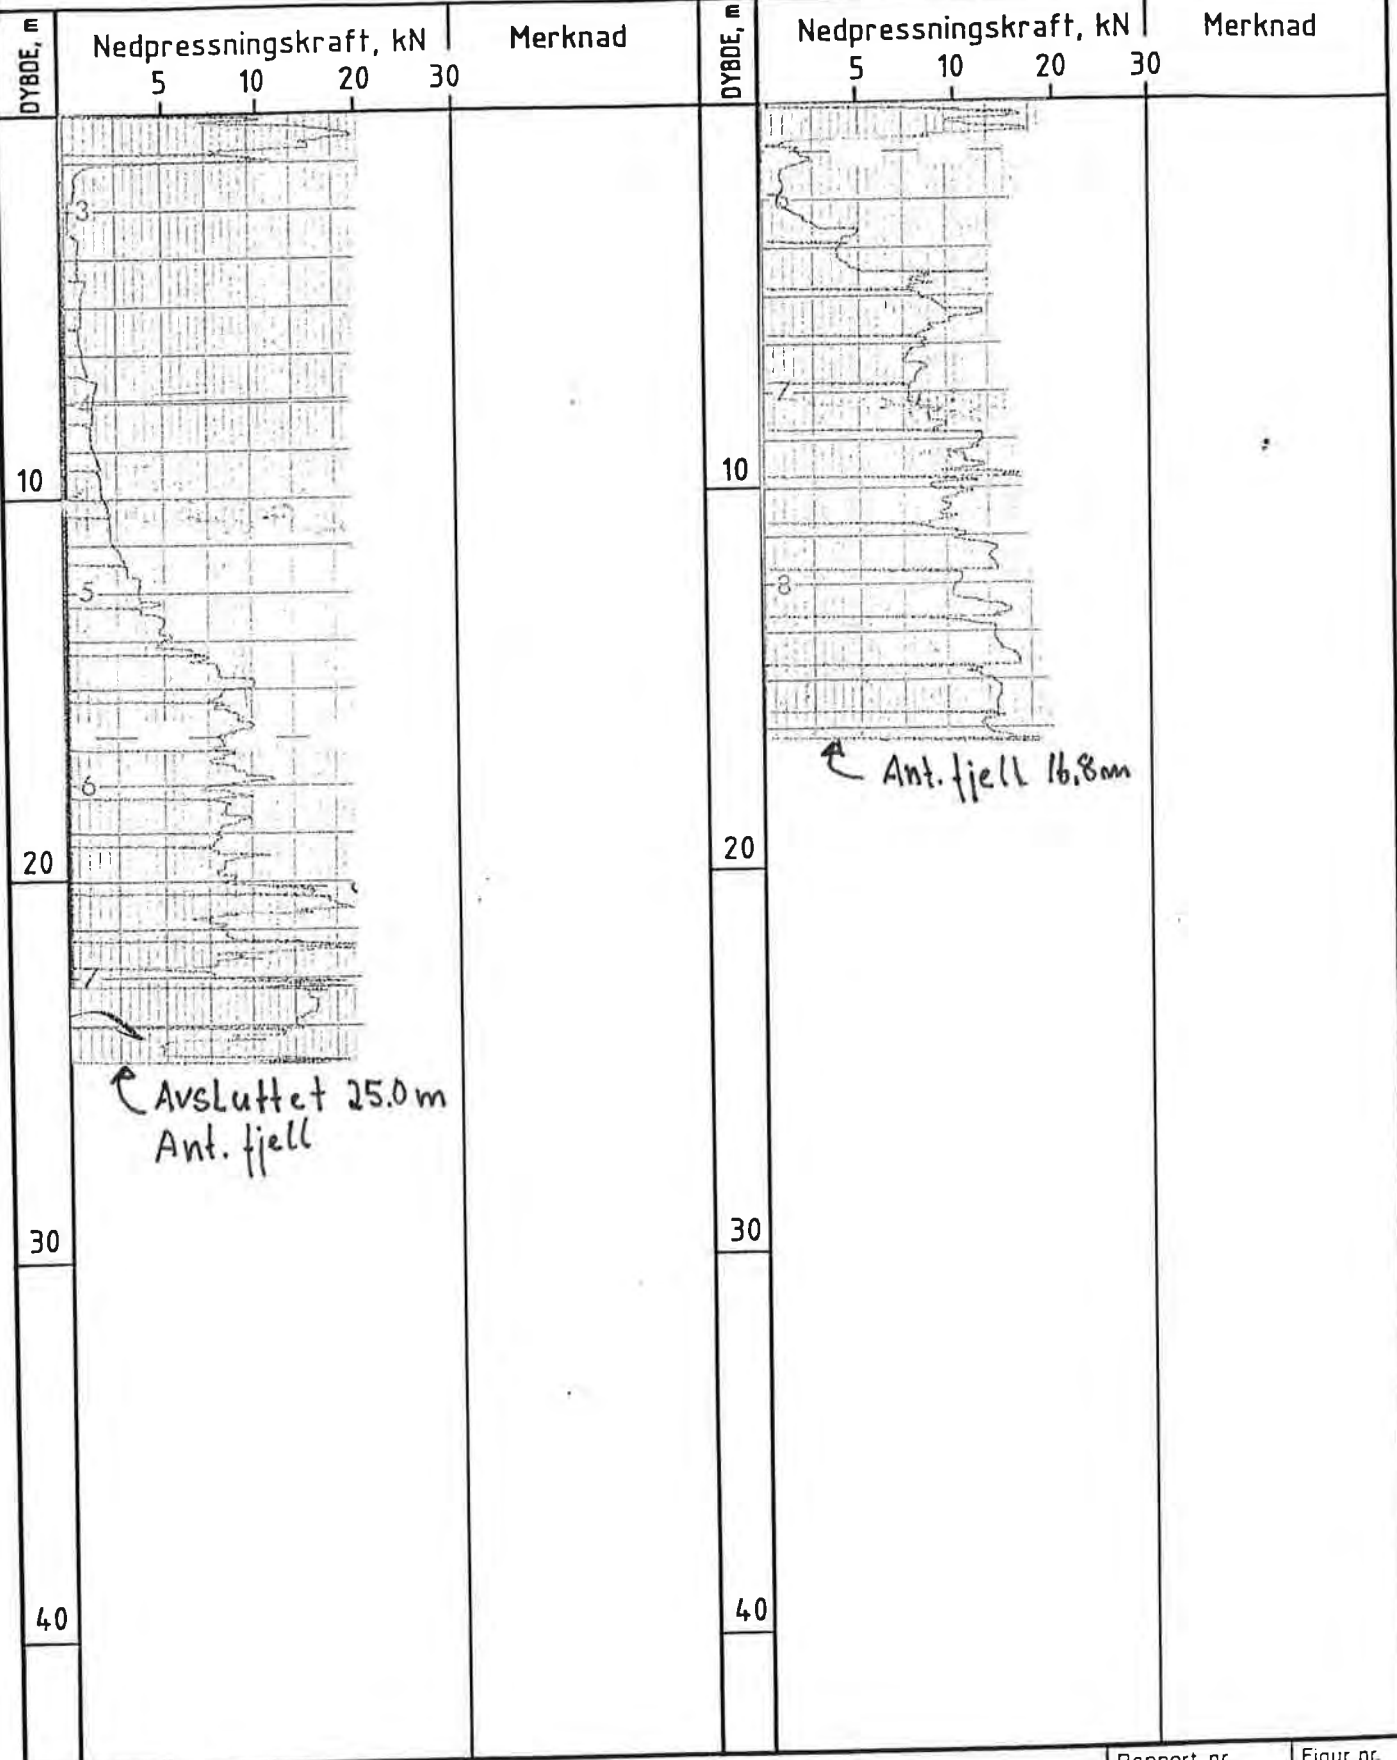 DYBDE, m
Nedpressningskraft, kN
Merknad
5 10 20 30
3
5
10
6
20
7
Avsluttet 25.0 m
Ant. fjell
30
40
DYBDE, m
Nedpressningskraft, kN
Merknad
5 10 20 30
7
10
8
Ant. fjell 16,8m
20
30
40
Rapport nr.
Figur nr.